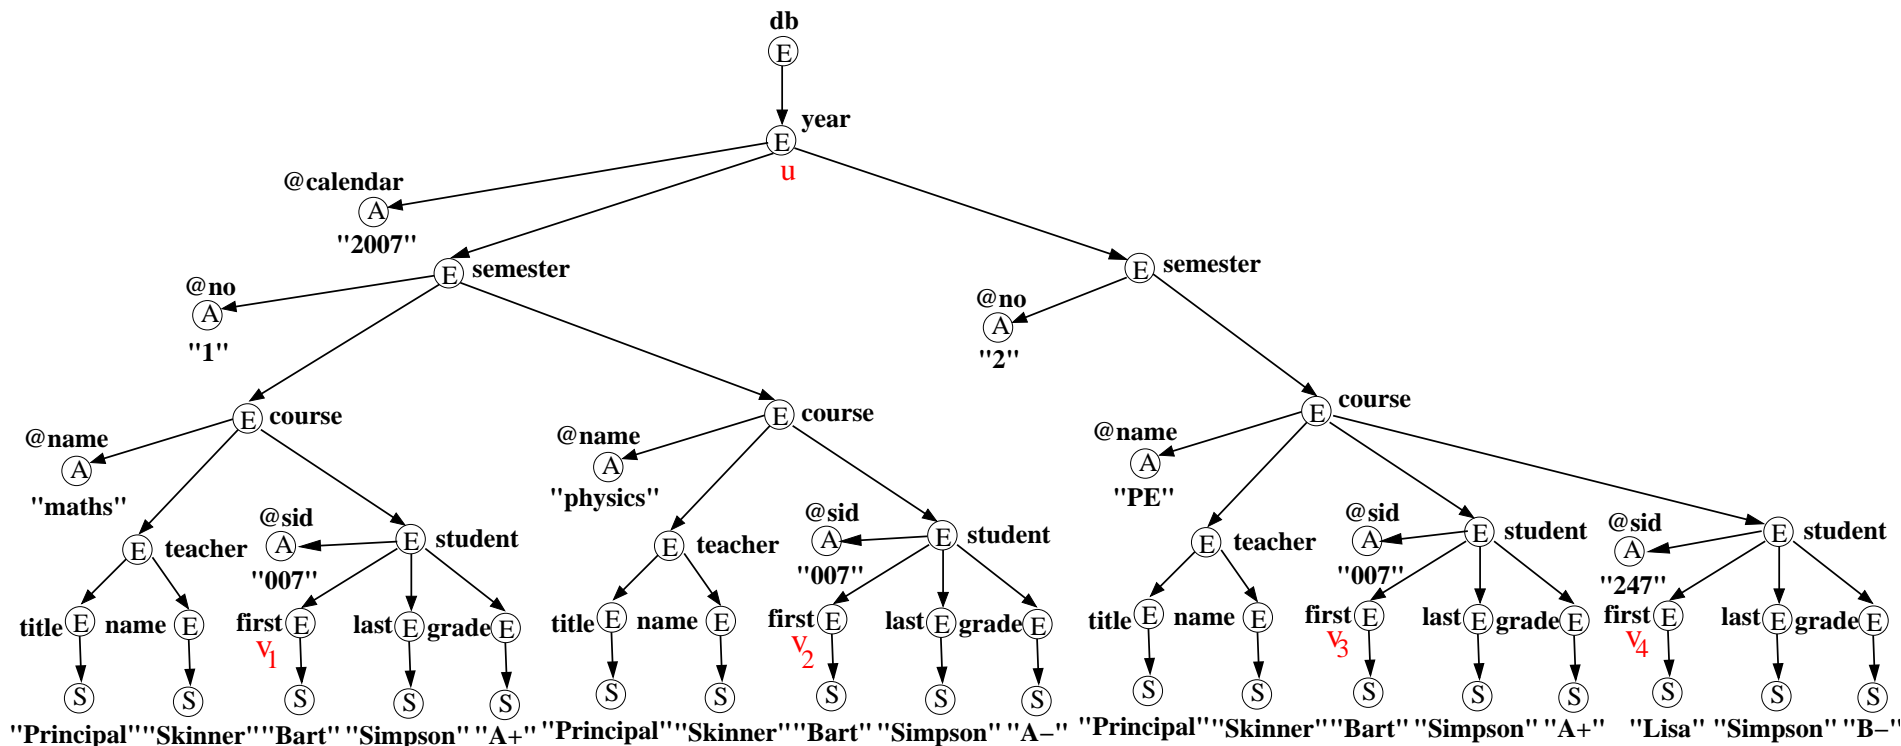 db
E
year
E
u
@calendar
A
"2007"
E semester
E semester
@no
A
"1"
@no
A
"2"
E course
E course
E course
@name
A
"maths"
@name
A
"physics"
@name
A
"PE"
E teacher
@sid
A
"007"
E student
E teacher
@sid
A
"007"
E student
E teacher
@sid
A
"007"
E student
@sid
A
"247"
E student
title E name E first E last E grade E title E name E first E last E grade E title E name E first E last E grade E first E last E grade E
v1 v2 v3 v4
S S S S S S S S S S S S S S S S S S
"Principal" "Skinner" "Bart" "Simpson" "A+" "Principal" "Skinner" "Bart" "Simpson" "A−" "Principal" "Skinner" "Bart" "Simpson" "A+" "Lisa" "Simpson" "B−"